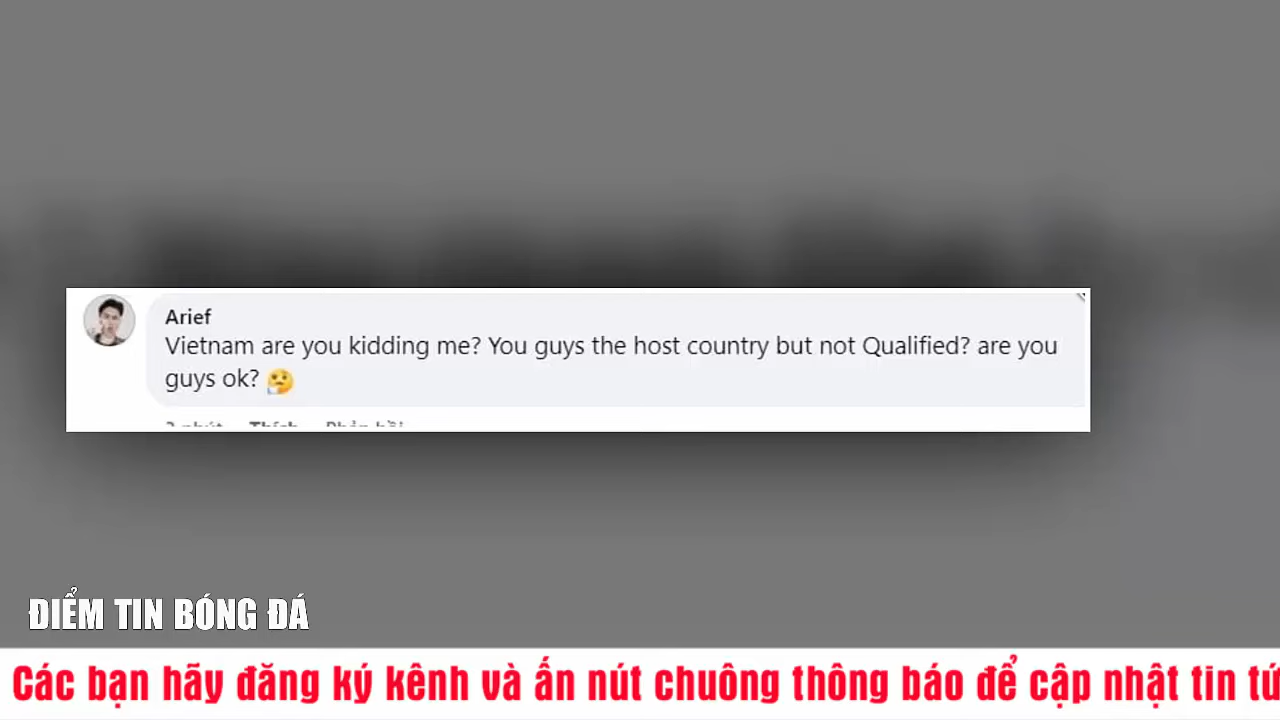 Arief
Vietnam are you kidding me? You guys the host country but not Qualified? are you
guys ok? 🤔
ĐIỂM TIN BÓNG ĐÁ
Các bạn hãy đăng ký kênh và ấn nút chuông thông báo để cập nhật tin